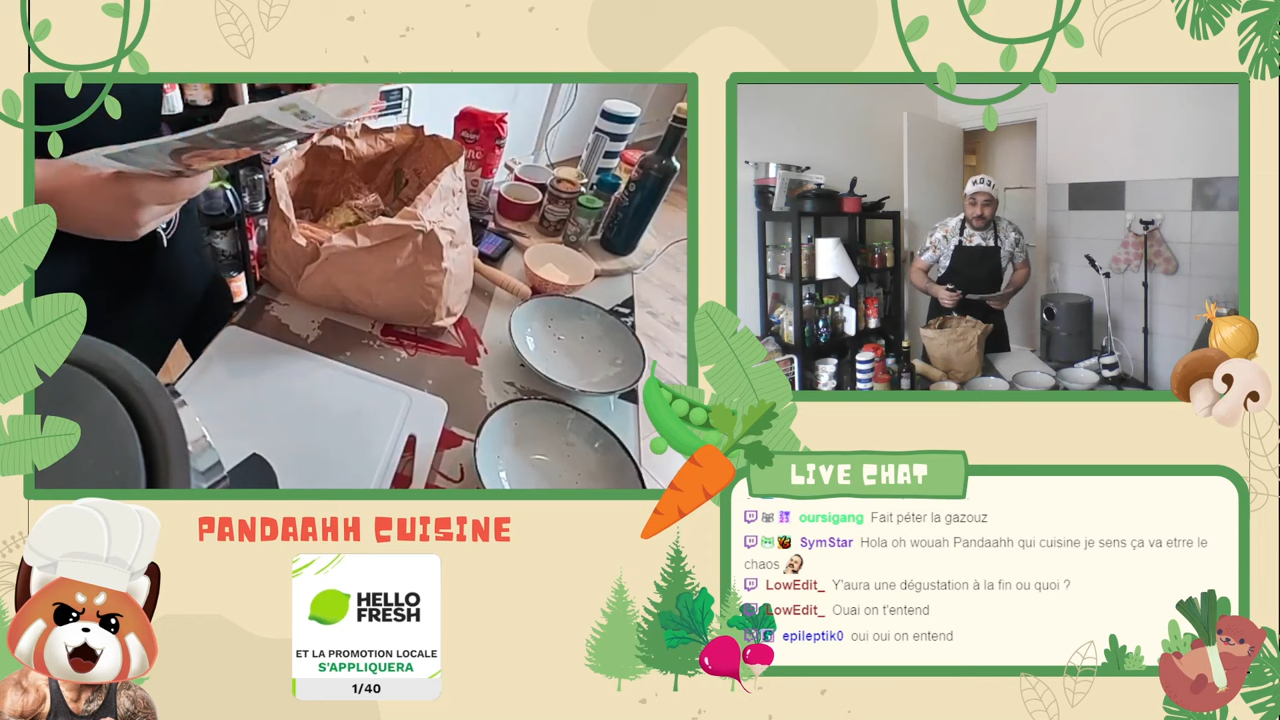 KOSI
LIVE CHAT
oursigang Fait péter la gazouz
SymStar Hola oh wouah Pandaahh qui cuisine je sens ça va etrre le
chaos
LowEdit_ Y'aura une dégustation à la fin ou quoi ?
LowEdit_ Ouai on t'entend
epileptik0 oui oui on entend
PANDAAHH CUISINE
HELLO
FRESH
ET LA PROMOTION LOCALE
S'APPLIQUERA
1/40